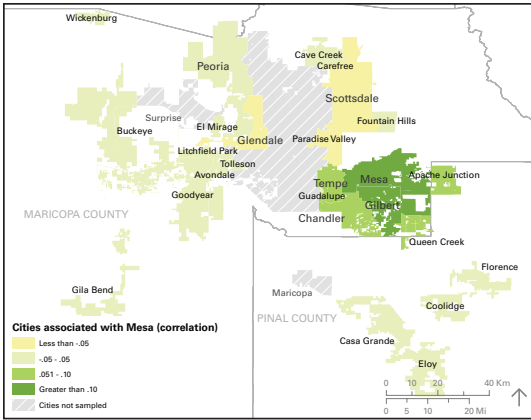 Wickenburg
Cave Creek
Carefree
Peoria
Scottsdale
Surprise
El Mirage
Fountain Hills
Buckeye
Glendale
Paradise Valley
Litchfield Park
Tolleson
Avondale
Tempe
Mesa
Apache Junction
Goodyear
Guadalupe
Gilbert
MARICOPA COUNTY
Chandler
Queen Creek
Florence
Gila Bend
Maricopa
Coolidge
PINAL COUNTY
Casa Grande
Eloy
Cities associated with Mesa (correlation)
Less than -.05
-.05 - .05
.051 - .10
Greater than .10
Cities not sampled
0 10 20 40 Km
0 5 10 20 Mi